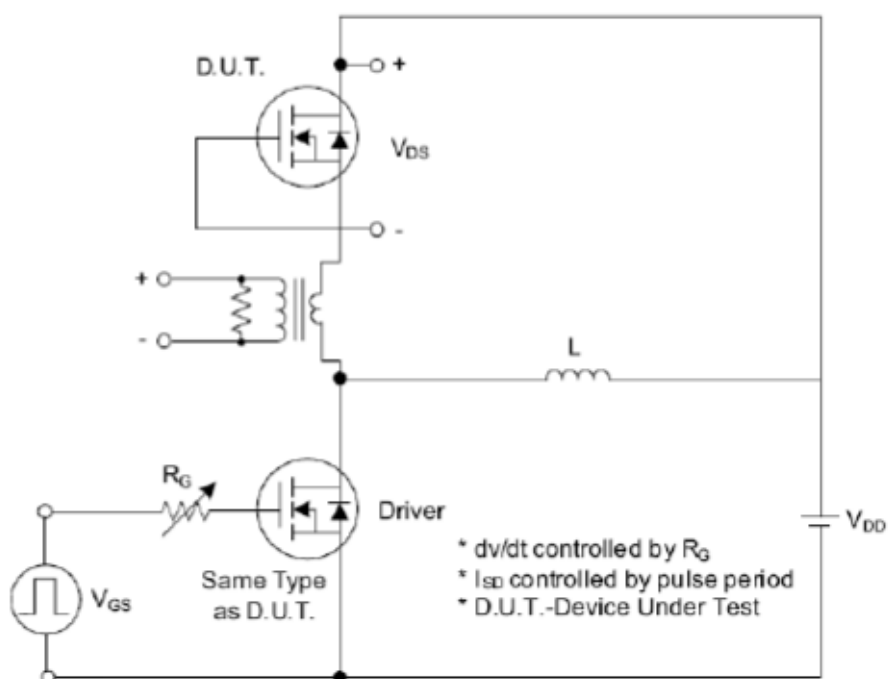 D.U.T.
+
VDS
-
+
-
L
RG
VGS
Driver
Same Type
as D.U.T.
VDD
* dv/dt controlled by RG
* ISD controlled by pulse period
* D.U.T.-Device Under Test